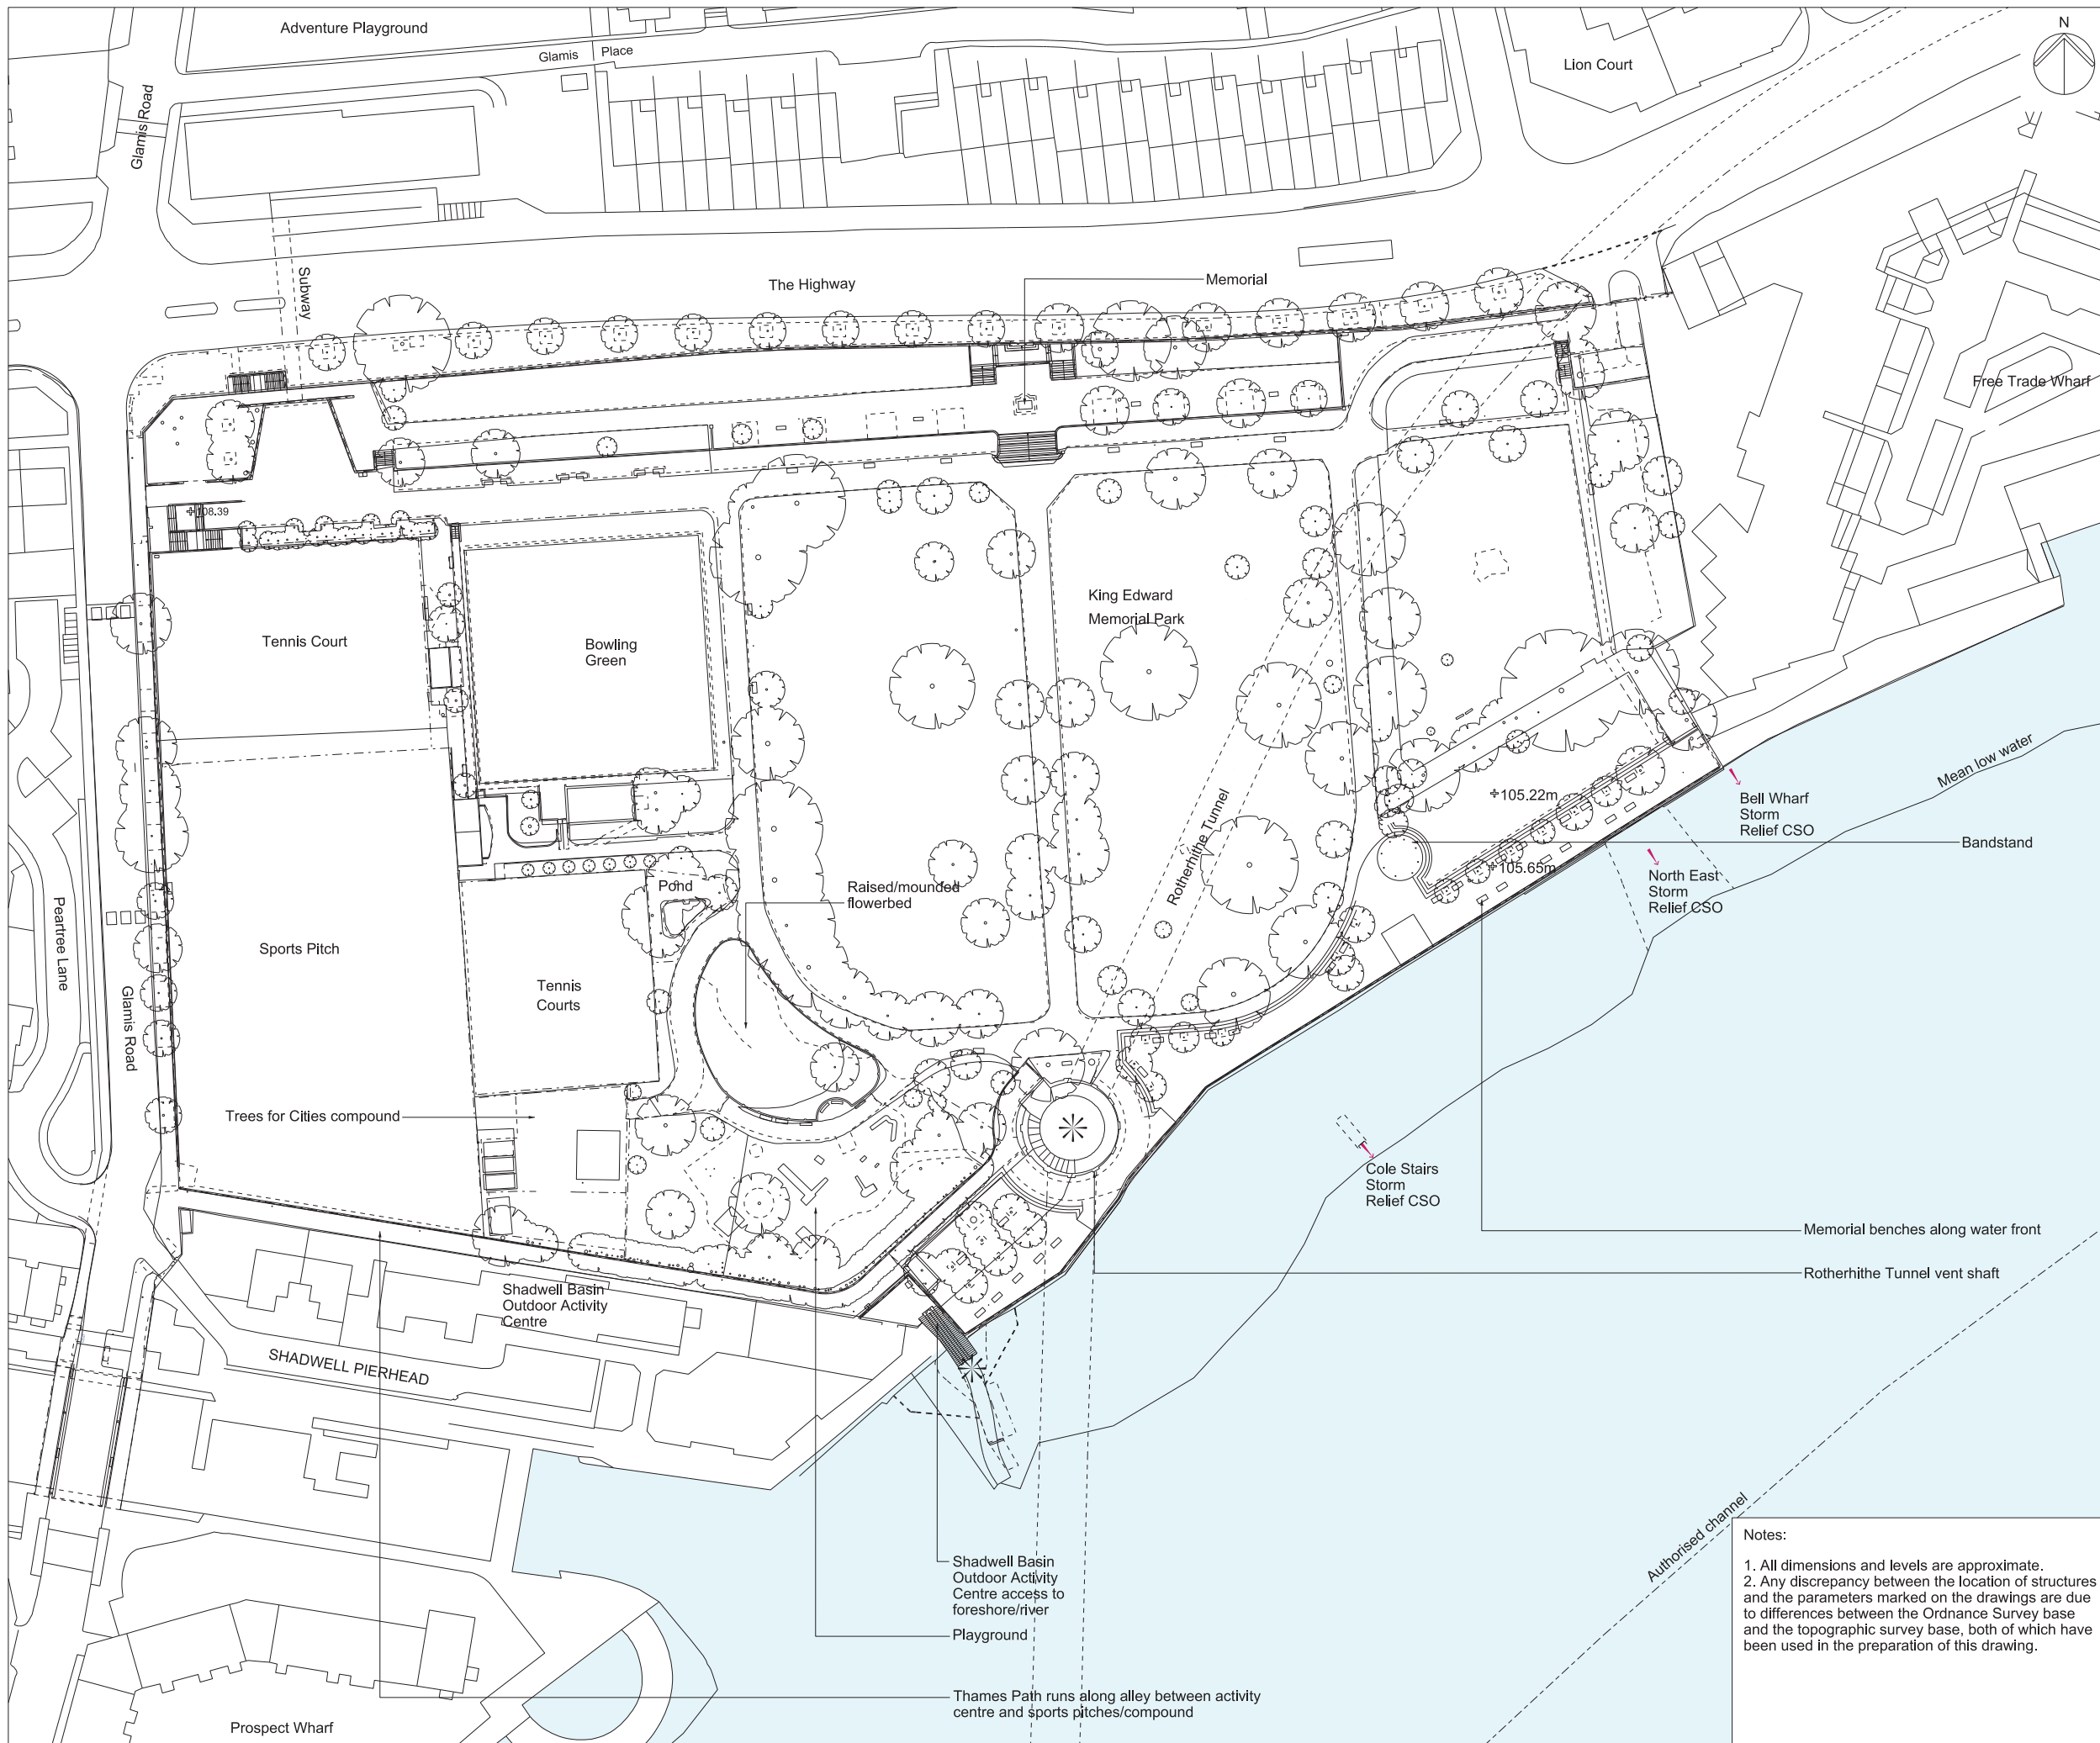 Adventure Playground
Glamis Place
Lion Court
N
Glamis Road
Subway
The Highway
Memorial
Free Trade Wharf
108.39
Tennis Court
Bowling
Green
King Edward
Memorial Park
Rotherhithe Tunnel
Mean low water
105.22m
Bell Wharf
Storm
Relief CSO
Bandstand
105.65m
North East
Storm
Relief CSO
Pond
Raised/mounded
flowerbed
Peartree Lane
Glamis Road
Sports Pitch
Tennis
Courts
Trees for Cities compound
Cole Stairs
Storm
Relief CSO
Memorial benches along water front
Rotherhithe Tunnel vent shaft
Shadwell Basin
Outdoor Activity
Centre
SHADWELL PIERHEAD
Authorised channel
Shadwell Basin
Outdoor Activity
Centre access to
foreshore/river
Playground
Thames Path runs along alley between activity
centre and sports pitches/compound
Prospect Wharf
Notes:
1. All dimensions and levels are approximate.
2. Any discrepancy between the location of structures
and the parameters marked on the drawings are due
to differences between the Ordnance Survey base
and the topographic survey base, both of which have
been used in the preparation of this drawing.